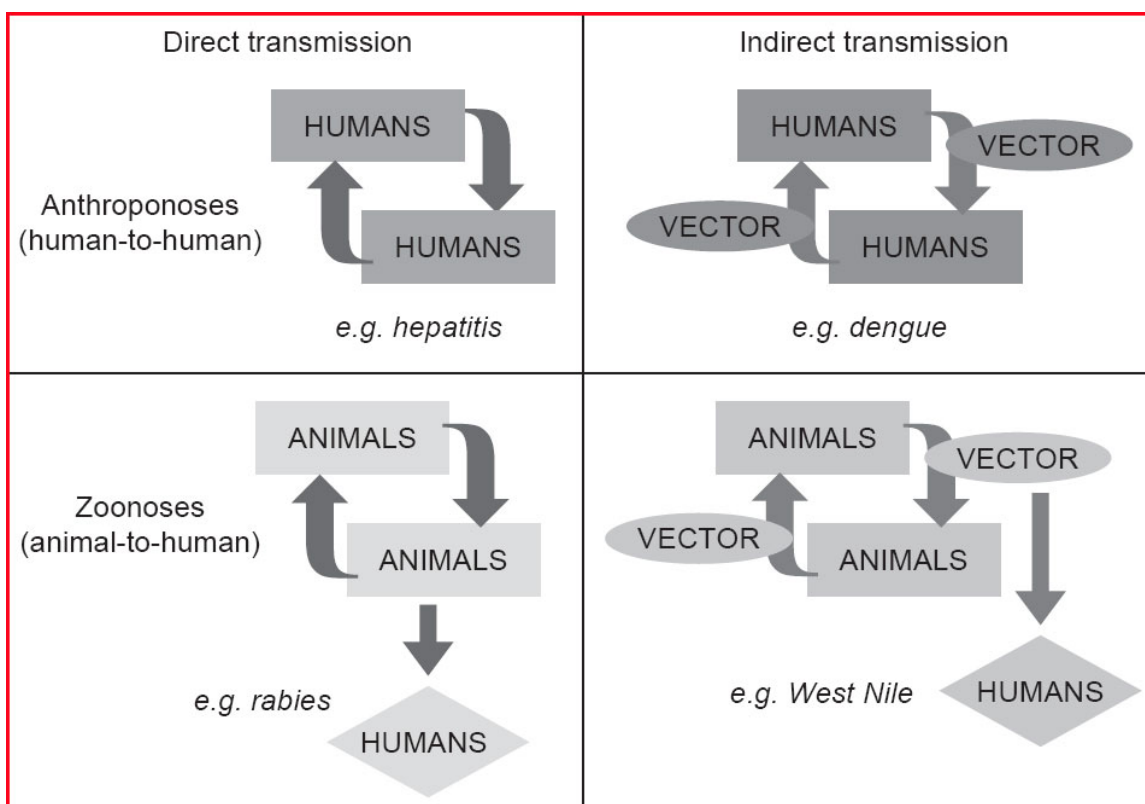 Direct transmission
Indirect transmission
HUMANS
HUMANS
VECTOR
Anthroponoses
(human-to-human)
HUMANS
VECTOR
HUMANS
e.g. hepatitis
e.g. dengue
ANIMALS
ANIMALS
VECTOR
Zoonoses
(animal-to-human)
ANIMALS
VECTOR
ANIMALS
e.g. rabies
HUMANS
e.g. West Nile
HUMANS